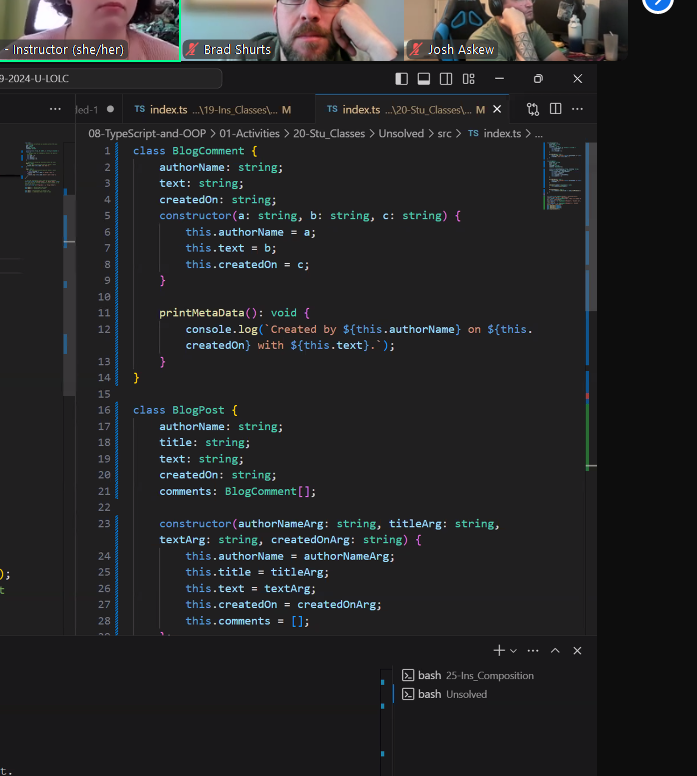 - Instructor (she/her)
Brad Shurts
Josh Askew
9-2024-U-LOLC
led-1
TS index.ts ...\19-Ins_Classes\... M
TS index.ts ...\20-Stu_Classes\... M
08-TypeScript-and-OOP > 01-Activities > 20-Stu_Classes > Unsolved > src > TS index.ts > ...
1 class BlogComment {
2 authorName: string;
3 text: string;
4 createdOn: string;
5 constructor(a: string, b: string, c: string) {
6 this.authorName = a;
7 this.text = b;
8 this.createdOn = c;
9 }
10
11 printMetaData(): void {
12 console.log(`Created by ${this.authorName} on ${this.
createdOn} with ${this.text}.`);
13 }
14 }
15
16 class BlogPost {
17 authorName: string;
18 title: string;
19 text: string;
20 createdOn: string;
21 comments: BlogComment[];
22
23 constructor(authorNameArg: string, titleArg: string,
textArg: string, createdOnArg: string) {
24 this.authorName = authorNameArg;
25 this.title = titleArg;
26 this.text = textArg;
27 this.createdOn = createdOnArg;
28 this.comments = [];
);
t
bash 25-Ins_Composition
bash Unsolved
t.